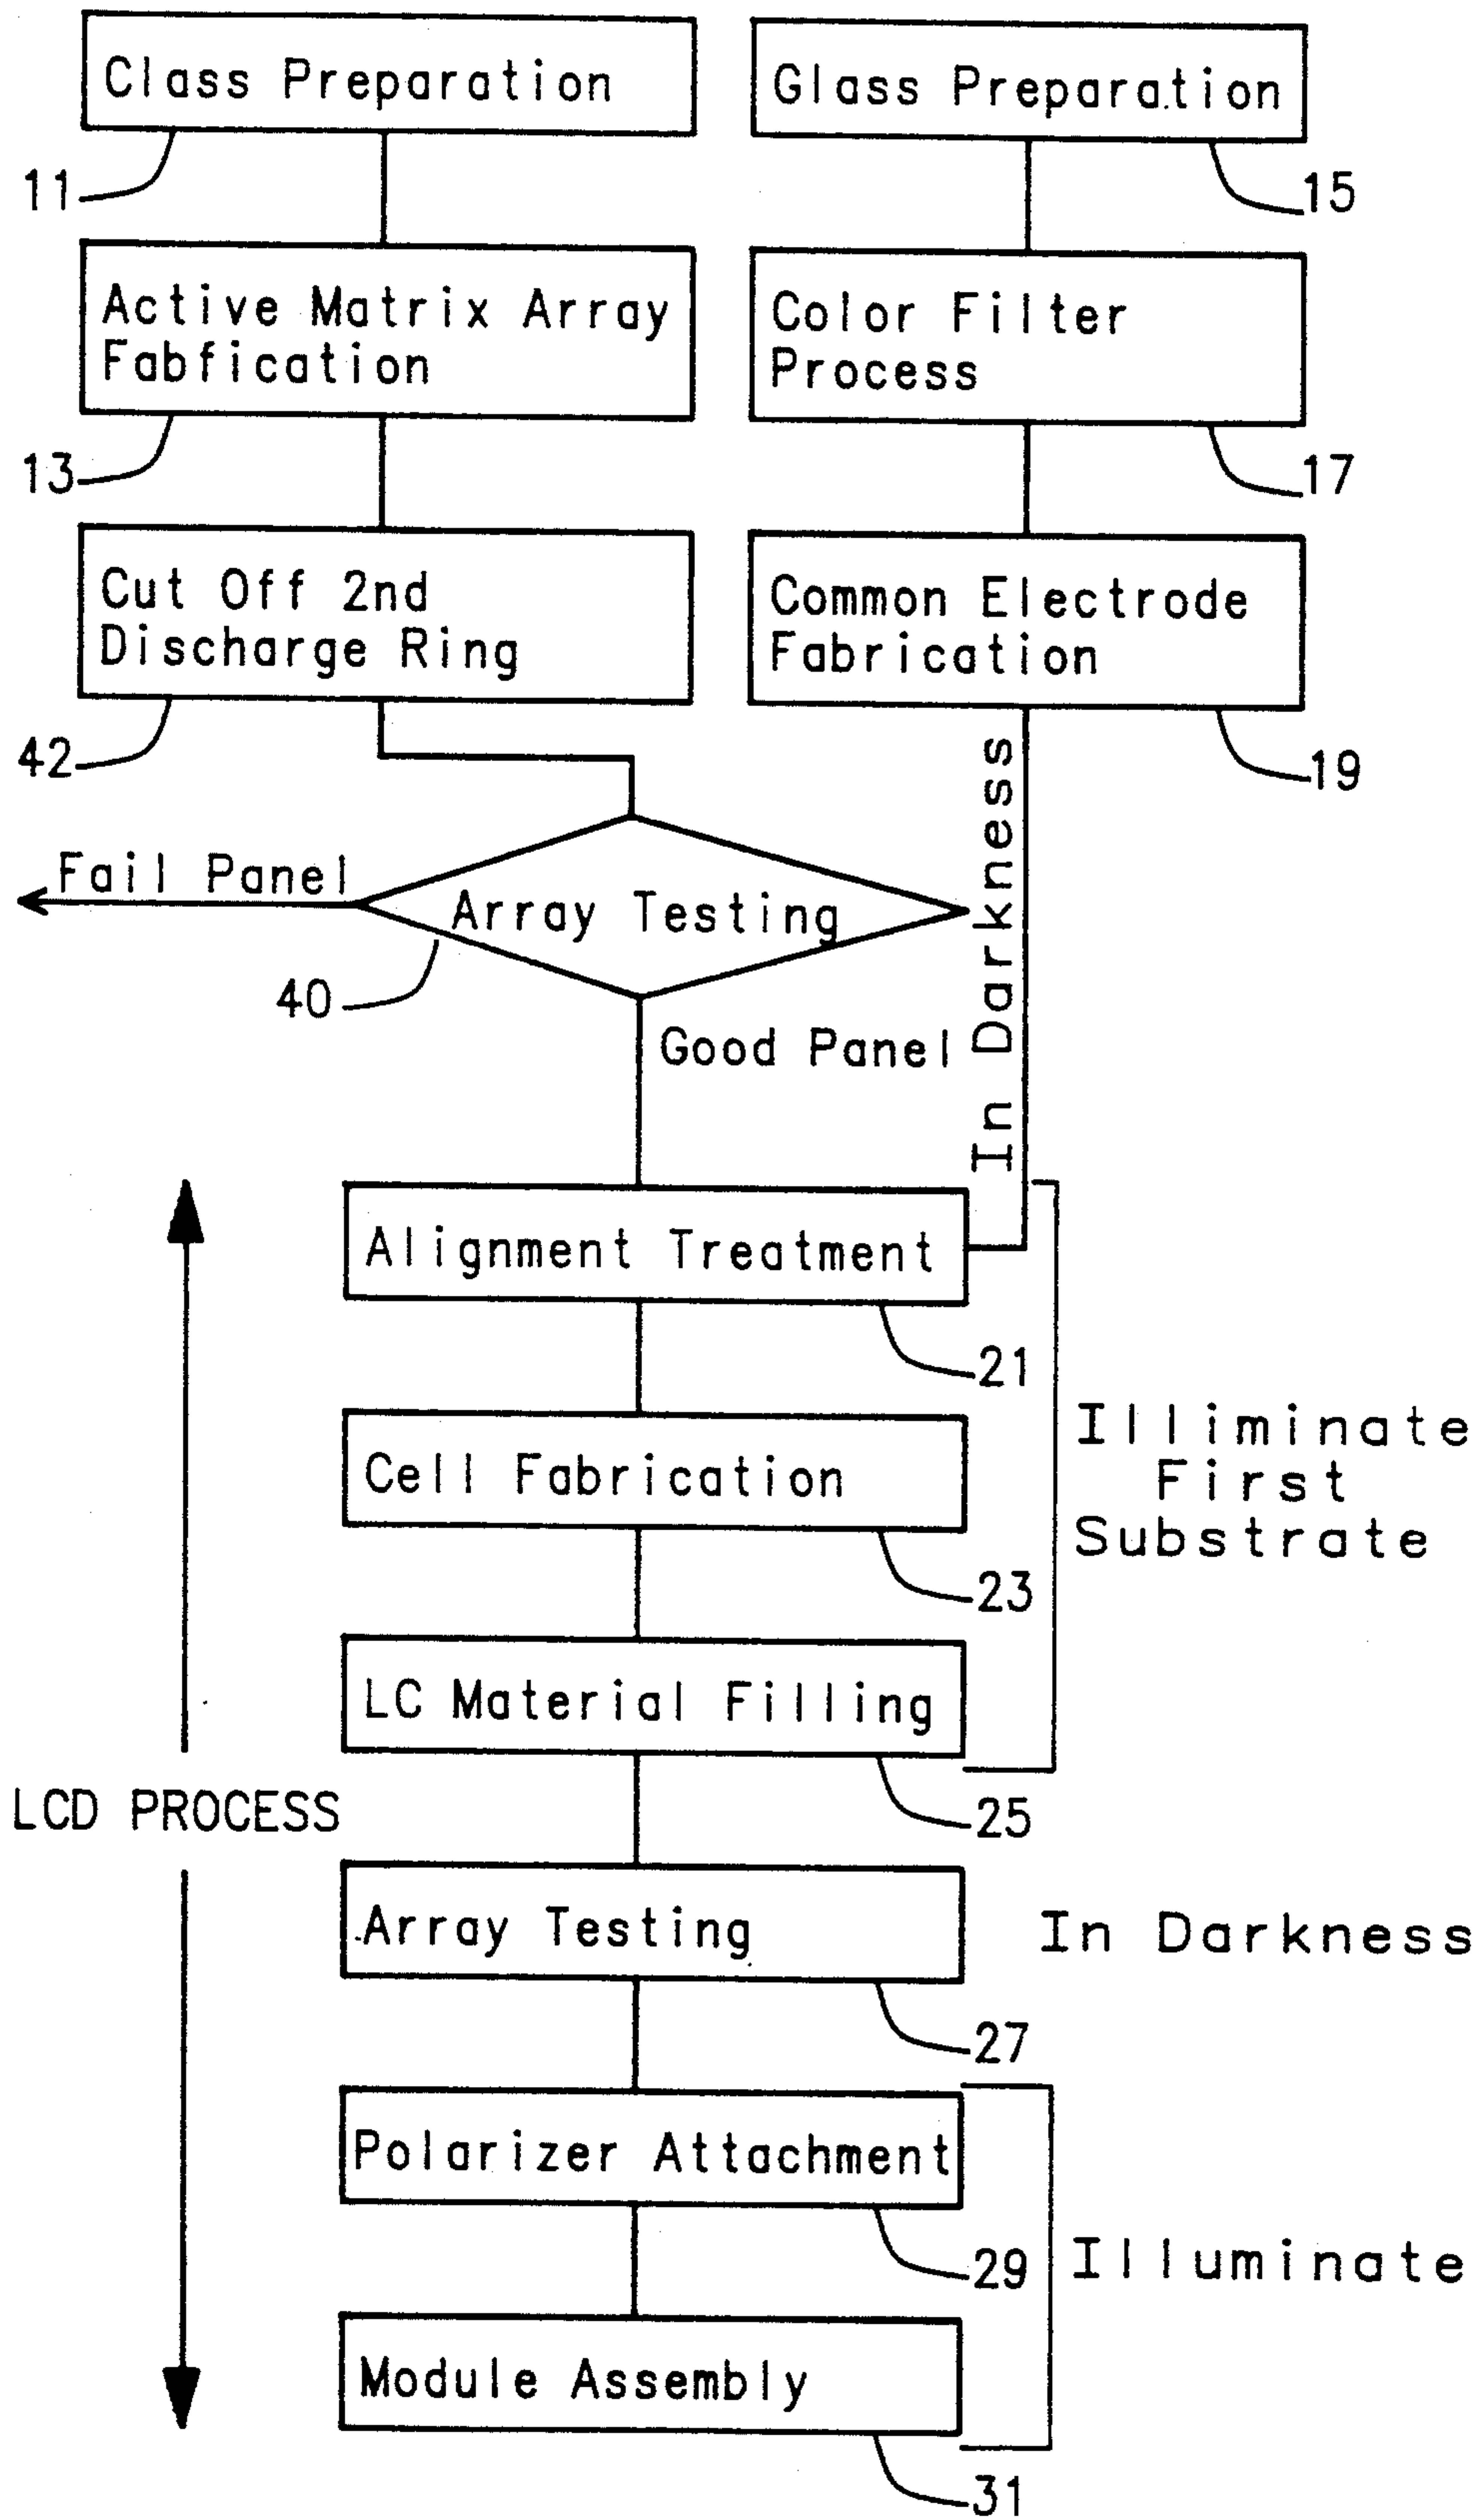 Class Preparation
11
Glass Preparation
15
Active Matrix Array
Fabfication
13
Color Filter
Process
17
Cut Off 2nd
Discharge Ring
42
Common Electrode
Fabrication
19
Fail Panel
Array Testing
40
Good Panel
In Darkness
Alignment Treatment
21
Cell Fabrication
23
Illiminate
First
Substrate
LC Material Filling
25
LCD PROCESS
Array Testing
27
In Darkness
Polarizer Attachment
29
Illuminate
Module Assembly
31